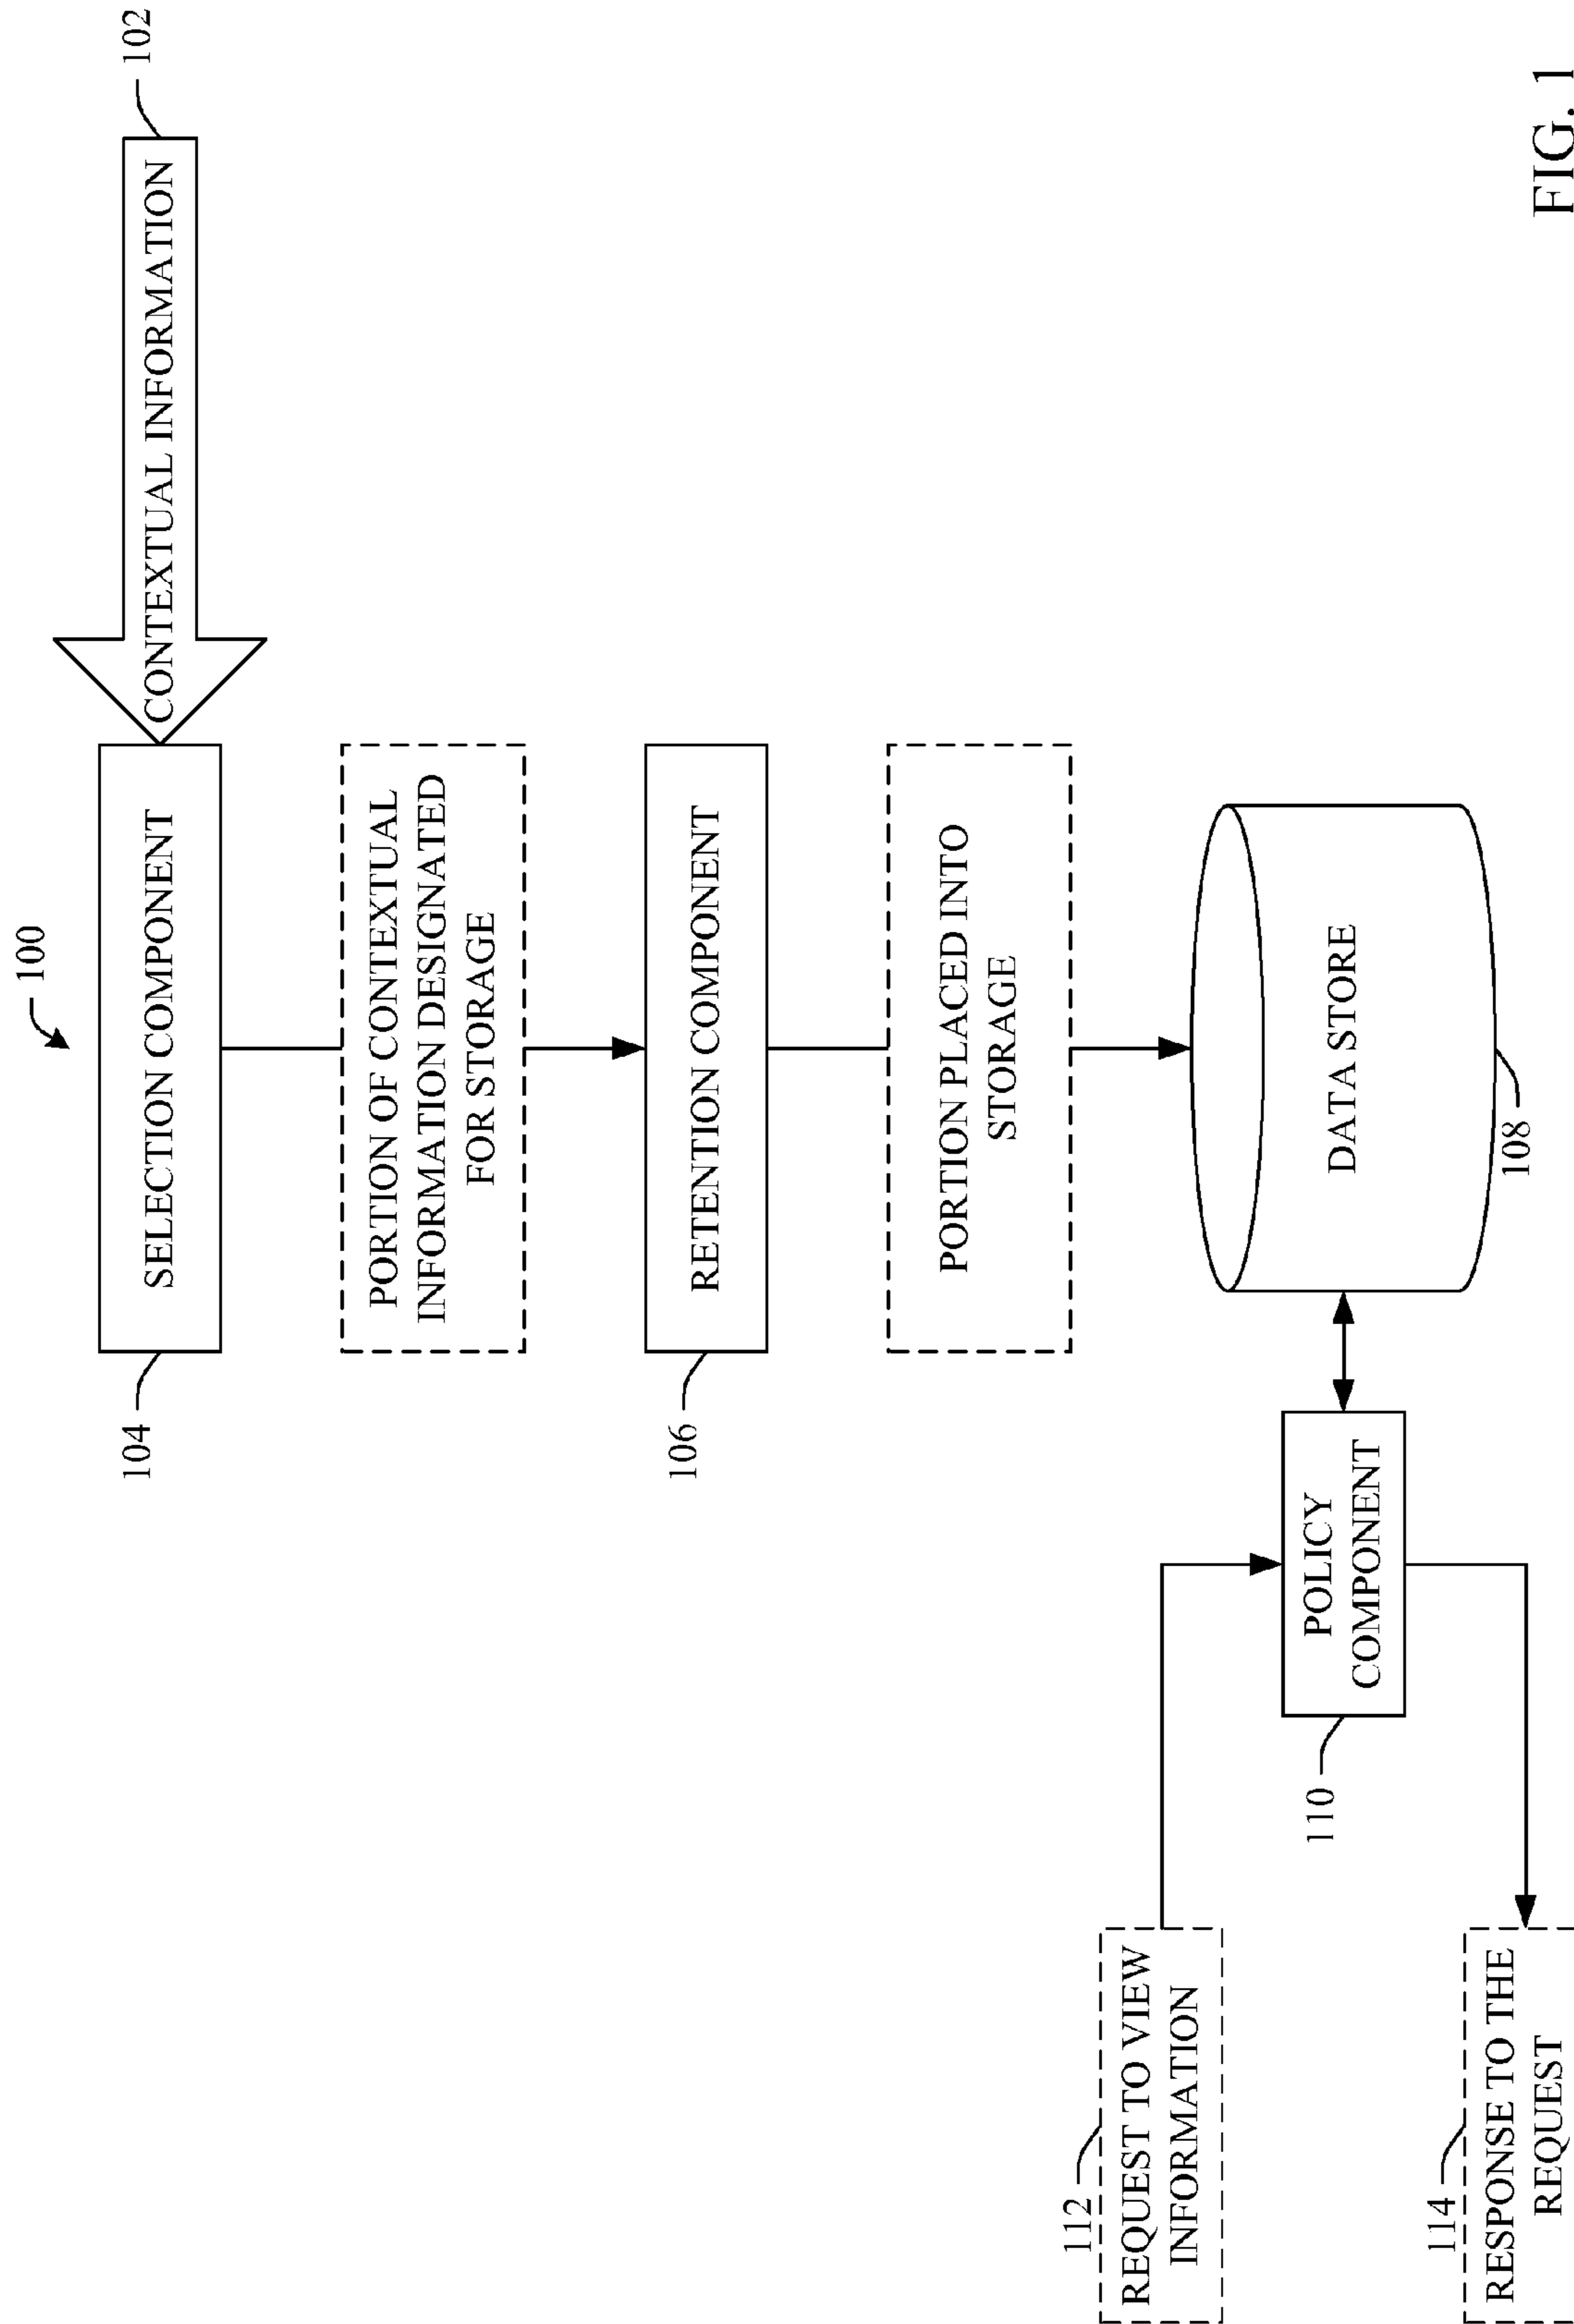 100
102
CONTEXTUAL INFORMATION
SELECTION COMPONENT
104
PORTION OF CONTEXTUAL
INFORMATION DESIGNATED
FOR STORAGE
RETENTION COMPONENT
106
PORTION PLACED INTO
STORAGE
DATA STORE
108
POLICY
COMPONENT
110
112
REQUEST TO VIEW
INFORMATION
114
RESPONSE TO THE
REQUEST
FIG. 1